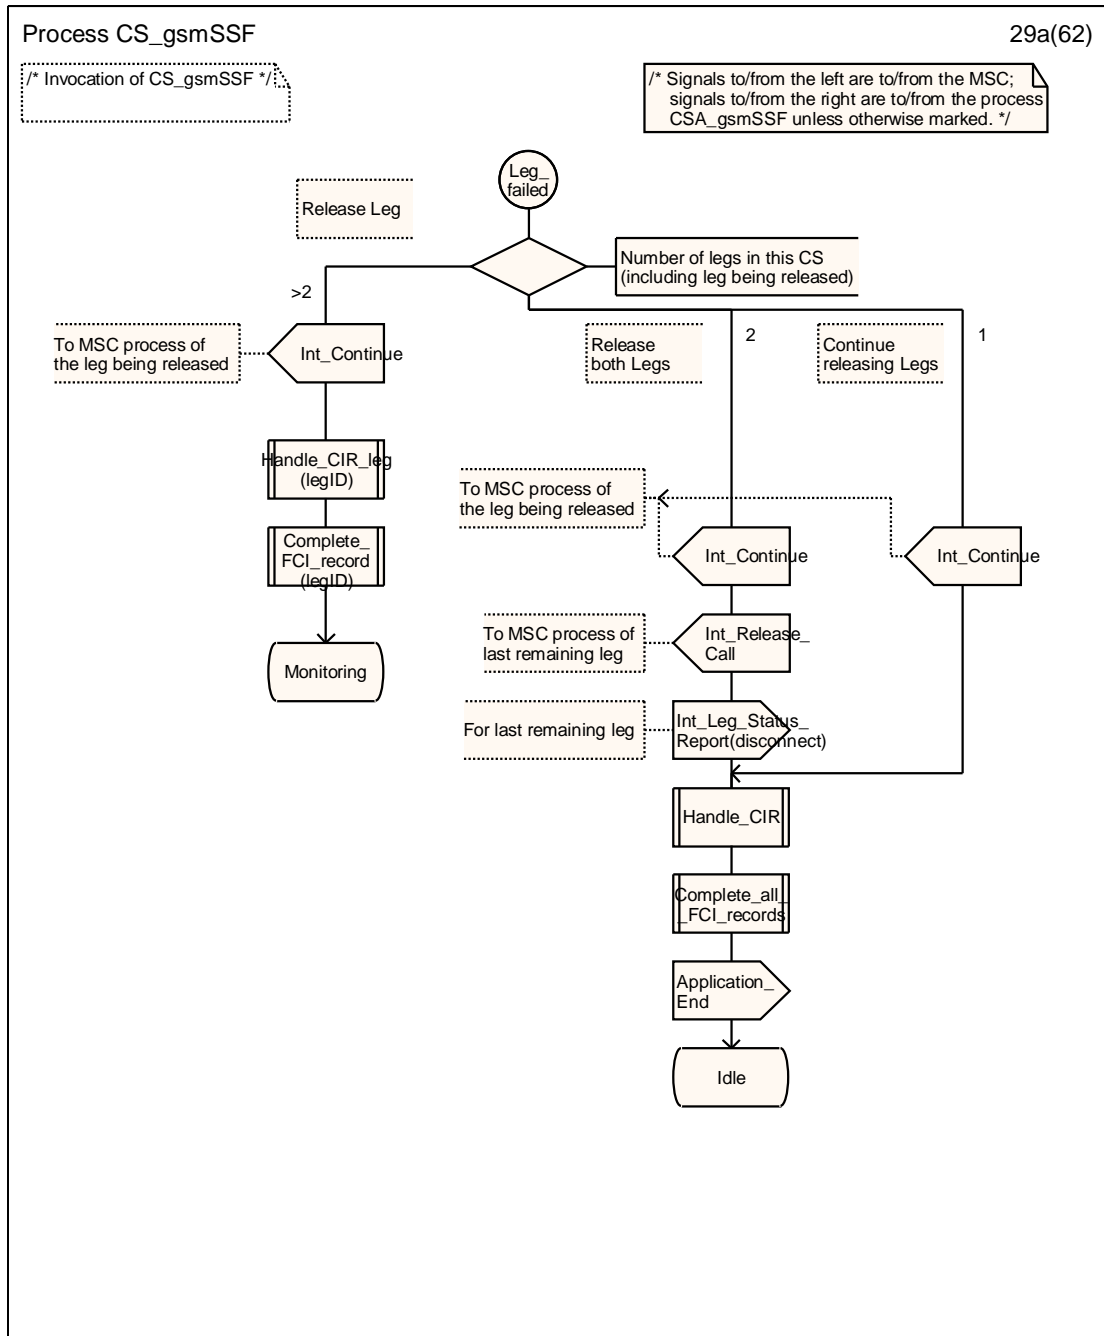 Process CS_gsmSSF
29a(62)
/* Invocation of CS_gsmSSF */
/* Signals to/from the left are to/from the MSC;
signals to/from the right are to/from the process
CSA_gsmSSF unless otherwise marked. */
Leg_
failed
Release Leg
Number of legs in this CS
(including leg being released)
>2
2
1
To MSC process of
the leg being released
Int_Continue
Release
both Legs
Continue
releasing Legs
Handle_CIR_leg
(legID)
To MSC process of
the leg being released
Complete_
FCI_record
(legID)
Int_Continue
Int_Continue
To MSC process of
last remaining leg
Int_Release_
Call
Monitoring
For last remaining leg
Int_Leg_Status_
Report(disconnect)
Handle_CIR
Complete_all_
_FCI_records
Application_
End
Idle